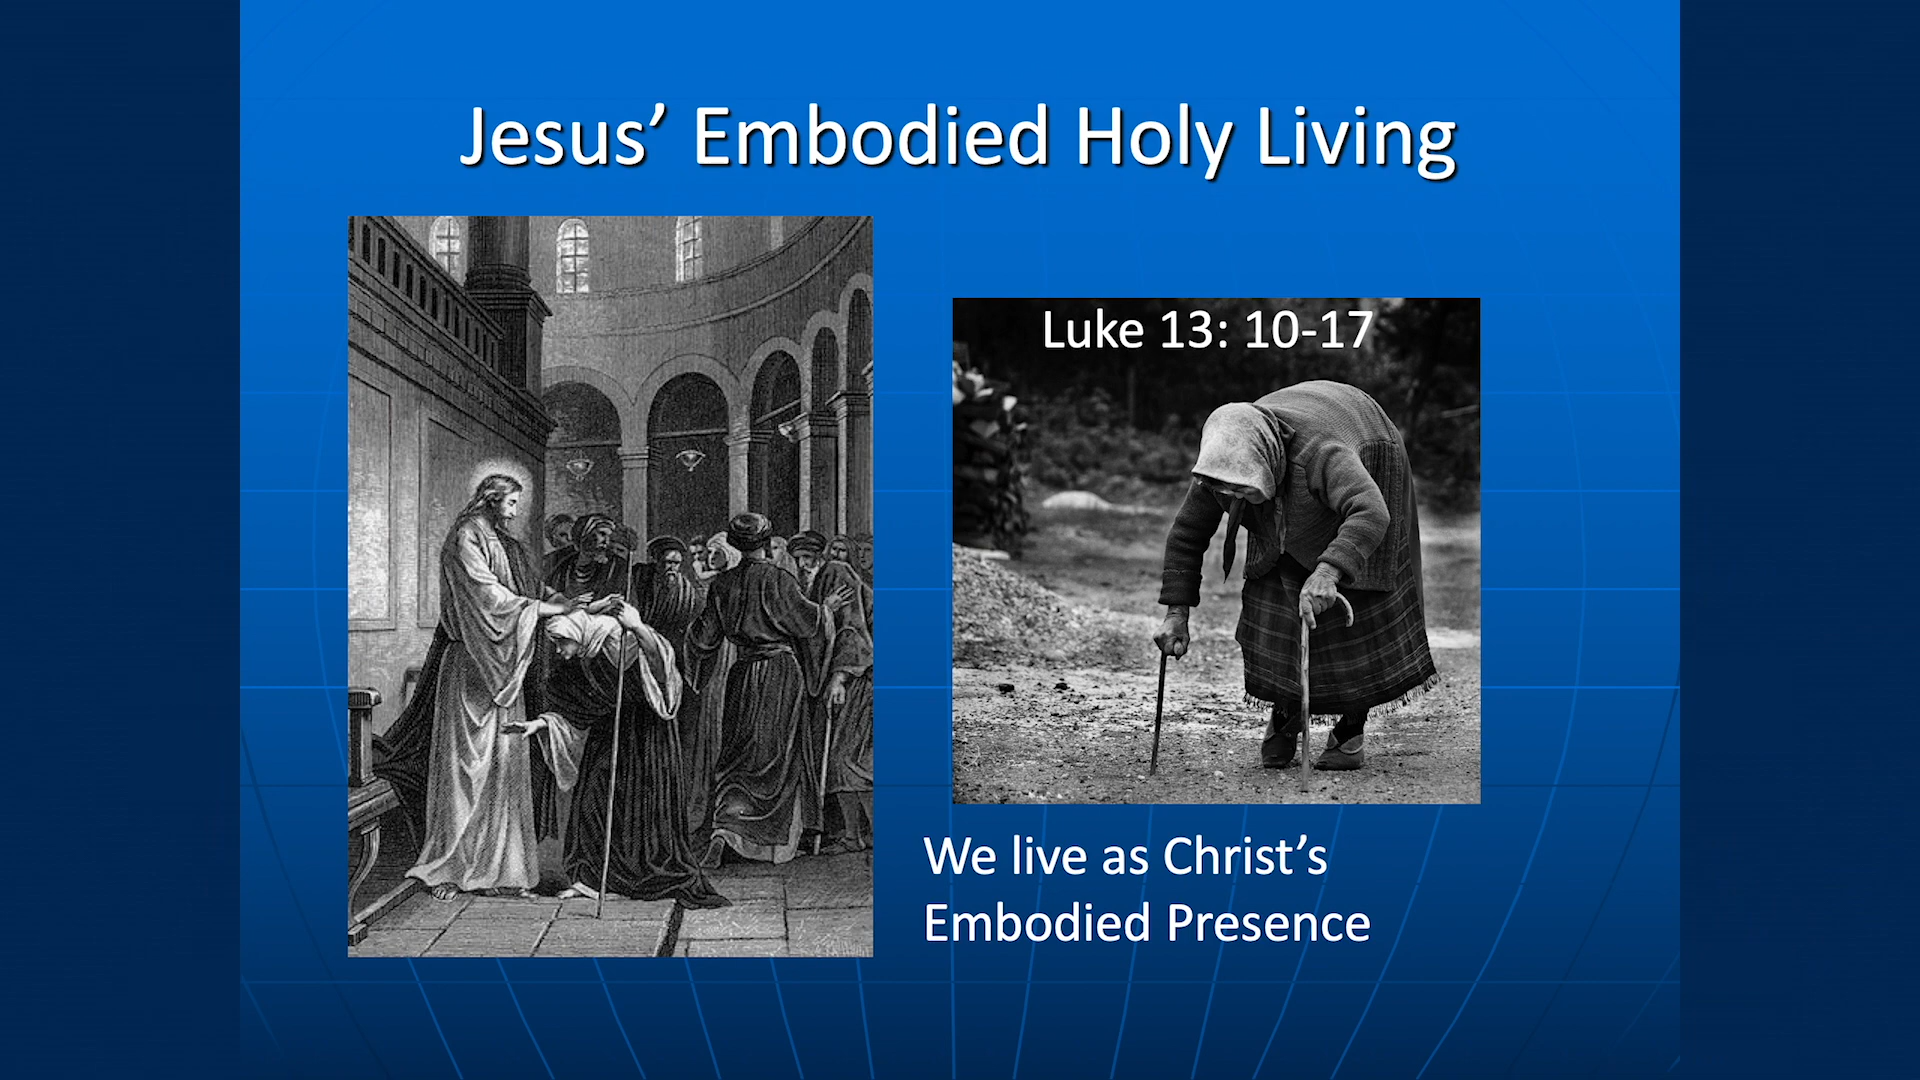 Jesus’ Embodied Holy Living
Luke 13: 10-17
We live as Christ’s
Embodied Presence